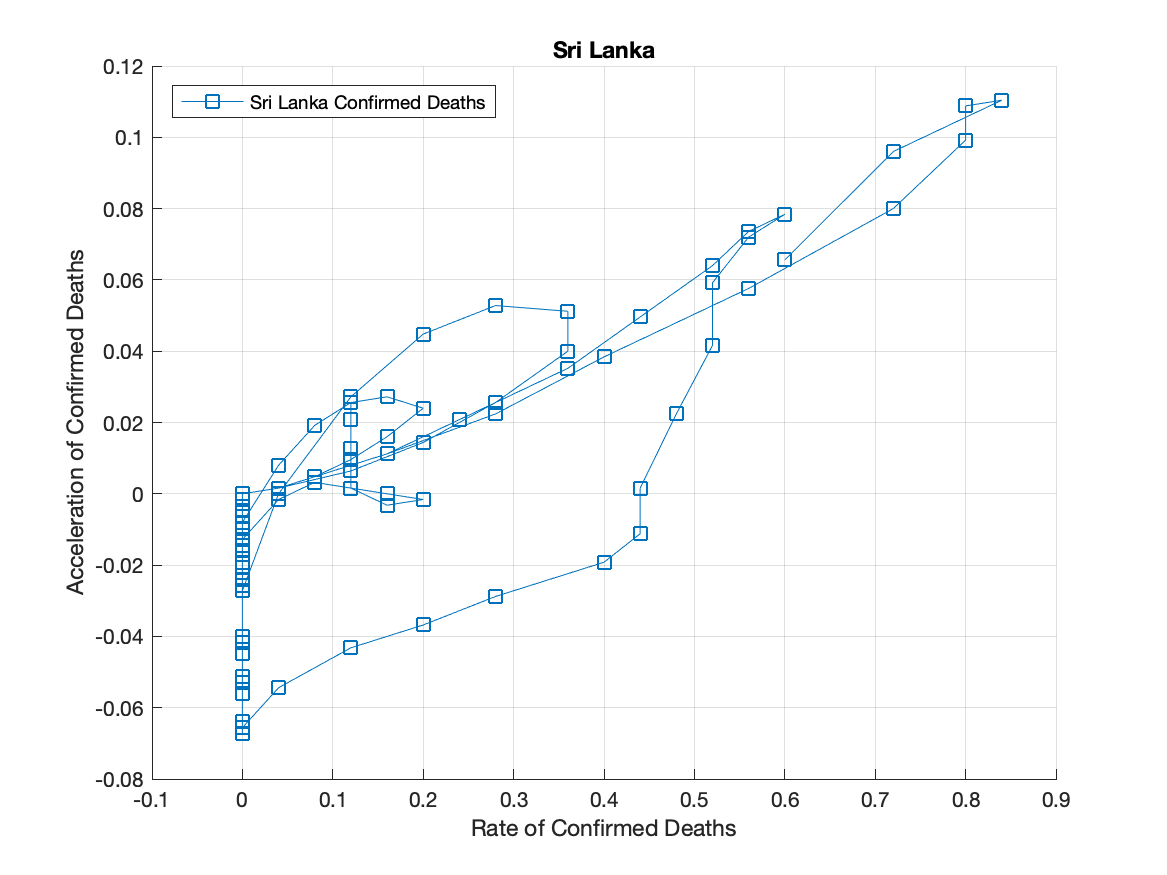 Sri Lanka
Sri Lanka Confirmed Deaths
Acceleration of Confirmed Deaths
0.12
0.1
0.08
0.06
0.04
0.02
0
-0.02
-0.04
-0.06
-0.08
-0.1 0 0.1 0.2 0.3 0.4 0.5 0.6 0.7 0.8 0.9
Rate of Confirmed Deaths